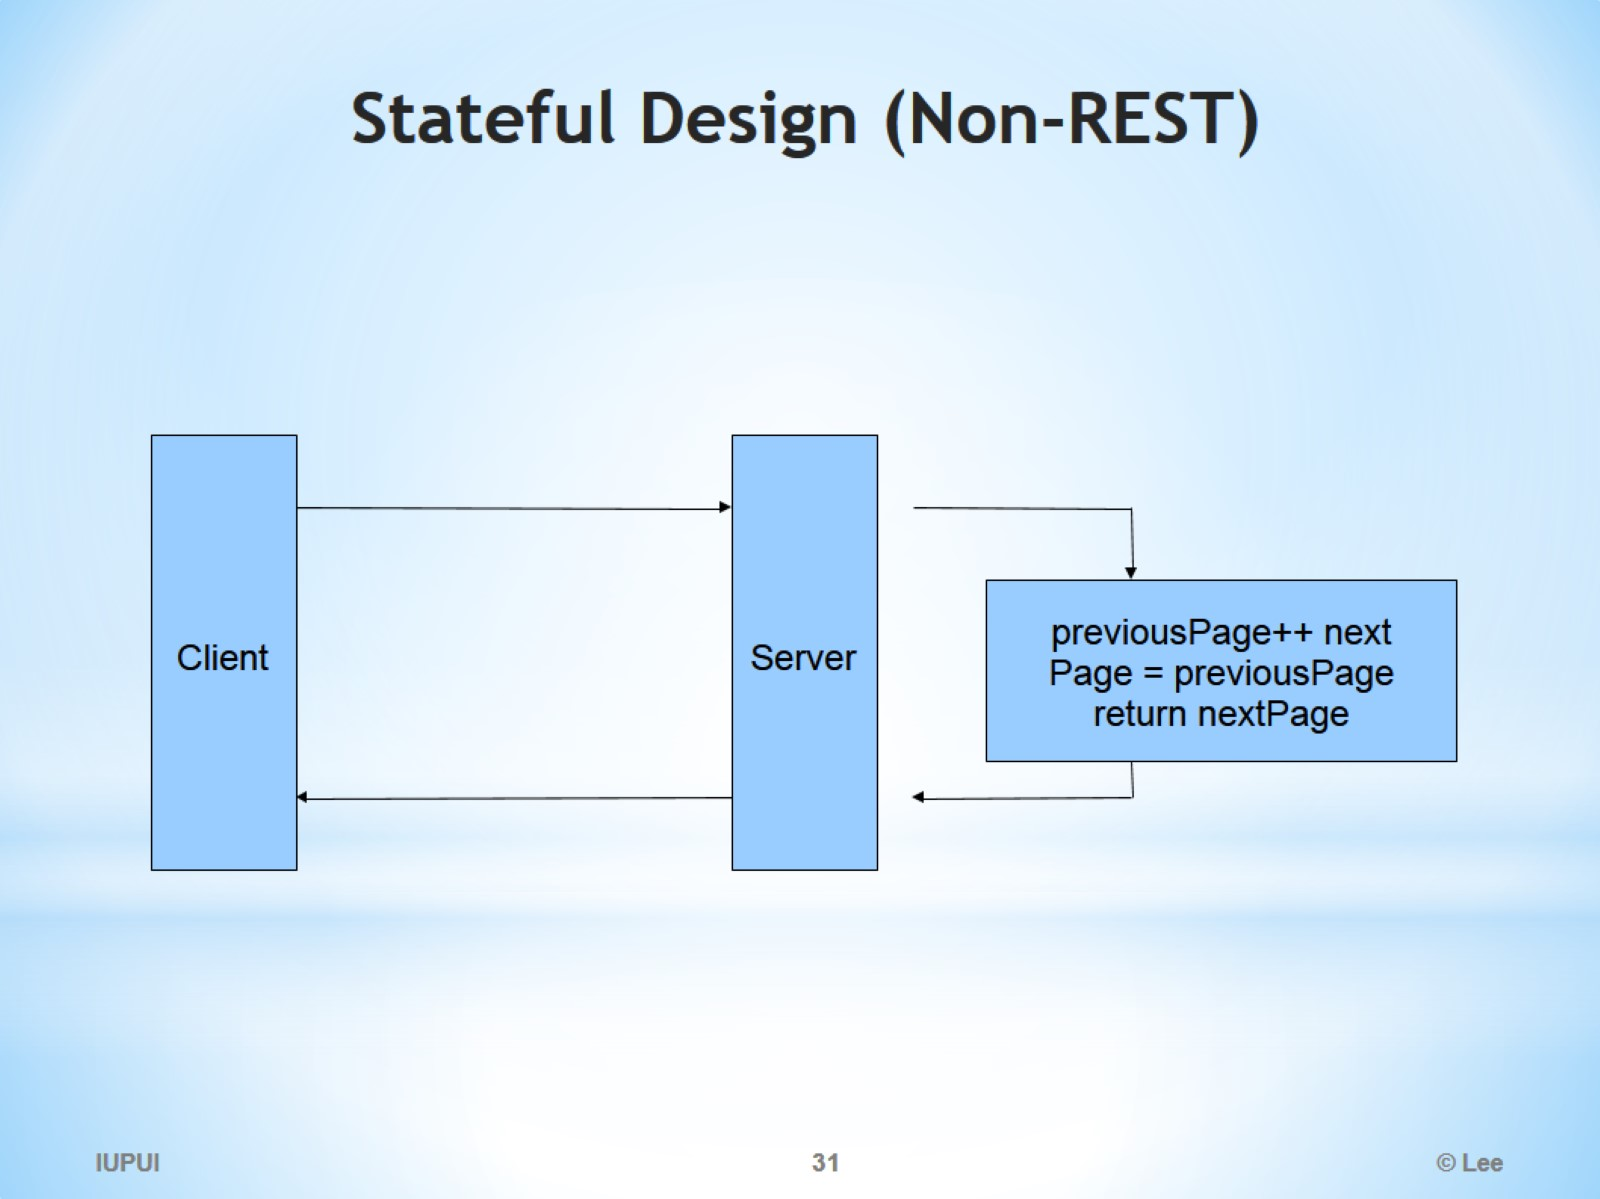 Stateful Design (Non-REST)
Client
Server
previousPage++ next
Page = previousPage
return nextPage
IUPUI
31
© Lee